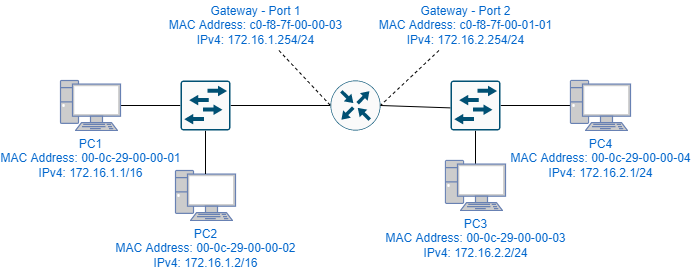 Gateway - Port 1
MAC Address: c0-f8-7f-00-00-03
IPv4: 172.16.1.254/24
Gateway - Port 2
MAC Address: c0-f8-7f-00-01-01
IPv4: 172.16.2.254/24
PC1
MAC Address: 00-0c-29-00-00-01
IPv4: 172.16.1.1/16
PC4
MAC Address: 00-0c-29-00-00-04
IPv4: 172.16.2.1/24
PC2
MAC Address: 00-0c-29-00-00-02
IPv4: 172.16.1.2/16
PC3
MAC Address: 00-0c-29-00-00-03
IPv4: 172.16.2.2/24